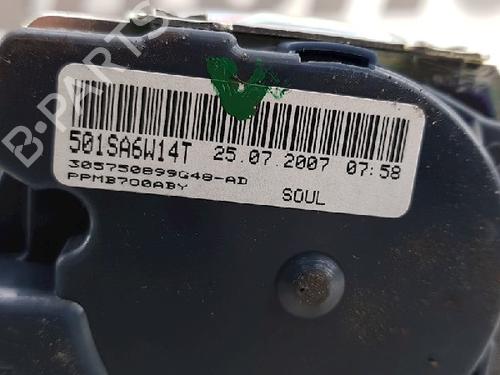 501SA6W14T 25.07.2007 07:58
305750899G48-AD
PPMB700ABY SOUL
B-PARTS